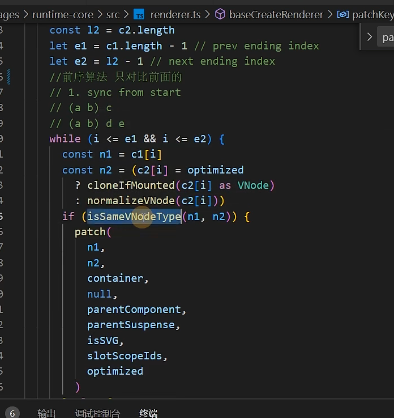 ages > runtime-core > src > renderer.ts > baseCreateRenderer > patchKey
const l2 = c2.length
let e1 = c1.length - 1 // prev ending index
let e2 = l2 - 1 // next ending index
//前序算法 只对比前面的
// 1. sync from start
// (a b) c
// (a b) d e
while (i <= e1 && i <= e2) {
const n1 = c1[i]
const n2 = (c2[i] = optimized
? cloneIfMounted(c2[i] as VNode)
: normalizeVNode(c2[i]))
if (isSameVNodeType(n1, n2)) {
patch(
n1,
n2,
container,
null,
parentComponent,
parentSuspense,
isSVG,
slotScopeIds,
optimized
)
6 输出 调试控制台 终端